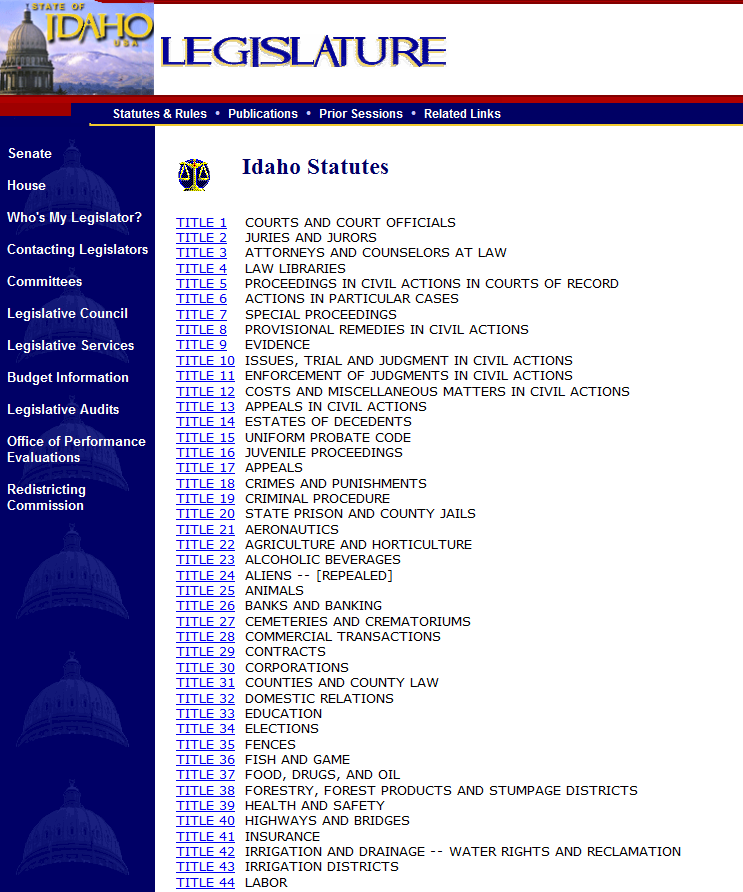 STATE OF
IDAHO
USA
LEGISLATURE
Statutes & Rules • Publications • Prior Sessions • Related Links
Senate
House
Who's My Legislator?
Contacting Legislators
Committees
Legislative Council
Legislative Services
Budget Information
Legislative Audits
Office of Performance
Evaluations
Redistricting
Commission
Idaho Statutes
TITLE 1 COURTS AND COURT OFFICIALS
TITLE 2 JURIES AND JURORS
TITLE 3 ATTORNEYS AND COUNSELORS AT LAW
TITLE 4 LAW LIBRARIES
TITLE 5 PROCEEDINGS IN CIVIL ACTIONS IN COURTS OF RECORD
TITLE 6 ACTIONS IN PARTICULAR CASES
TITLE 7 SPECIAL PROCEEDINGS
TITLE 8 PROVISIONAL REMEDIES IN CIVIL ACTIONS
TITLE 9 EVIDENCE
TITLE 10 ISSUES, TRIAL AND JUDGMENT IN CIVIL ACTIONS
TITLE 11 ENFORCEMENT OF JUDGMENTS IN CIVIL ACTIONS
TITLE 12 COSTS AND MISCELLANEOUS MATTERS IN CIVIL ACTIONS
TITLE 13 APPEALS IN CIVIL ACTIONS
TITLE 14 ESTATES OF DECEDENTS
TITLE 15 UNIFORM PROBATE CODE
TITLE 16 JUVENILE PROCEEDINGS
TITLE 17 APPEALS
TITLE 18 CRIMES AND PUNISHMENTS
TITLE 19 CRIMINAL PROCEDURE
TITLE 20 STATE PRISON AND COUNTY JAILS
TITLE 21 AERONAUTICS
TITLE 22 AGRICULTURE AND HORTICULTURE
TITLE 23 ALCOHOLIC BEVERAGES
TITLE 24 ALIENS -- [REPEALED]
TITLE 25 ANIMALS
TITLE 26 BANKS AND BANKING
TITLE 27 CEMETERIES AND CREMATORIUMS
TITLE 28 COMMERCIAL TRANSACTIONS
TITLE 29 CONTRACTS
TITLE 30 CORPORATIONS
TITLE 31 COUNTIES AND COUNTY LAW
TITLE 32 DOMESTIC RELATIONS
TITLE 33 EDUCATION
TITLE 34 ELECTIONS
TITLE 35 FENCES
TITLE 36 FISH AND GAME
TITLE 37 FOOD, DRUGS, AND OIL
TITLE 38 FORESTRY, FOREST PRODUCTS AND STUMPAGE DISTRICTS
TITLE 39 HEALTH AND SAFETY
TITLE 40 HIGHWAYS AND BRIDGES
TITLE 41 INSURANCE
TITLE 42 IRRIGATION AND DRAINAGE -- WATER RIGHTS AND RECLAMATION
TITLE 43 IRRIGATION DISTRICTS
TITLE 44 LABOR